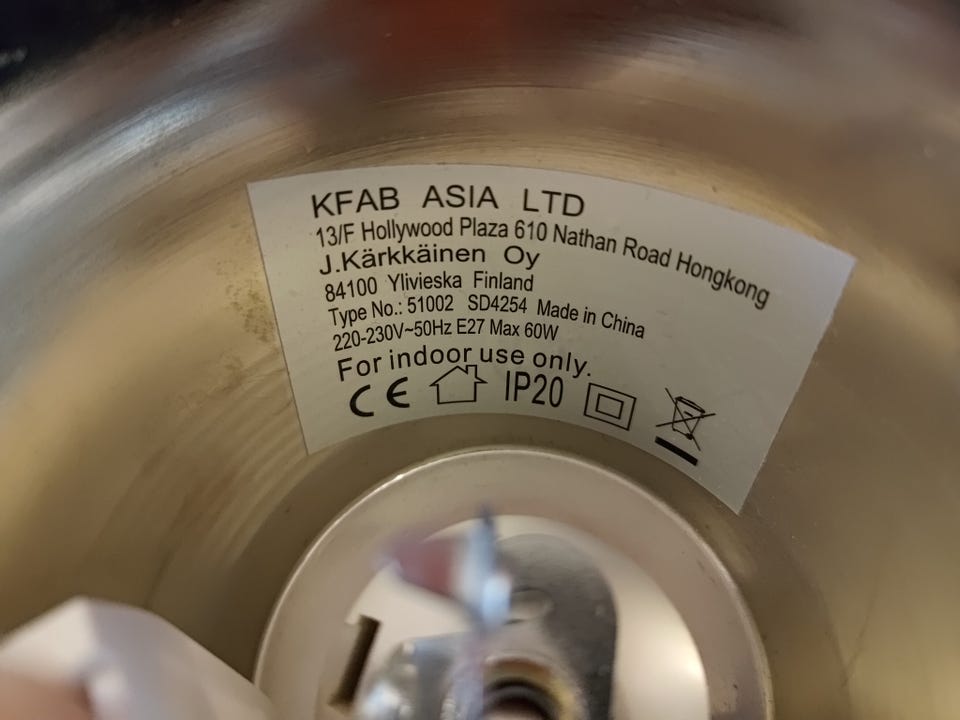 KFAB ASIA LTD
13/F Hollywood Plaza 610 Nathan Road Hongkong
J.Kärkkäinen Oy
84100 Ylivieska Finland
Type No.: 51002 SD4254 Made in China
220-230V~50Hz E27 Max 60W
For indoor use only.
CE IP20